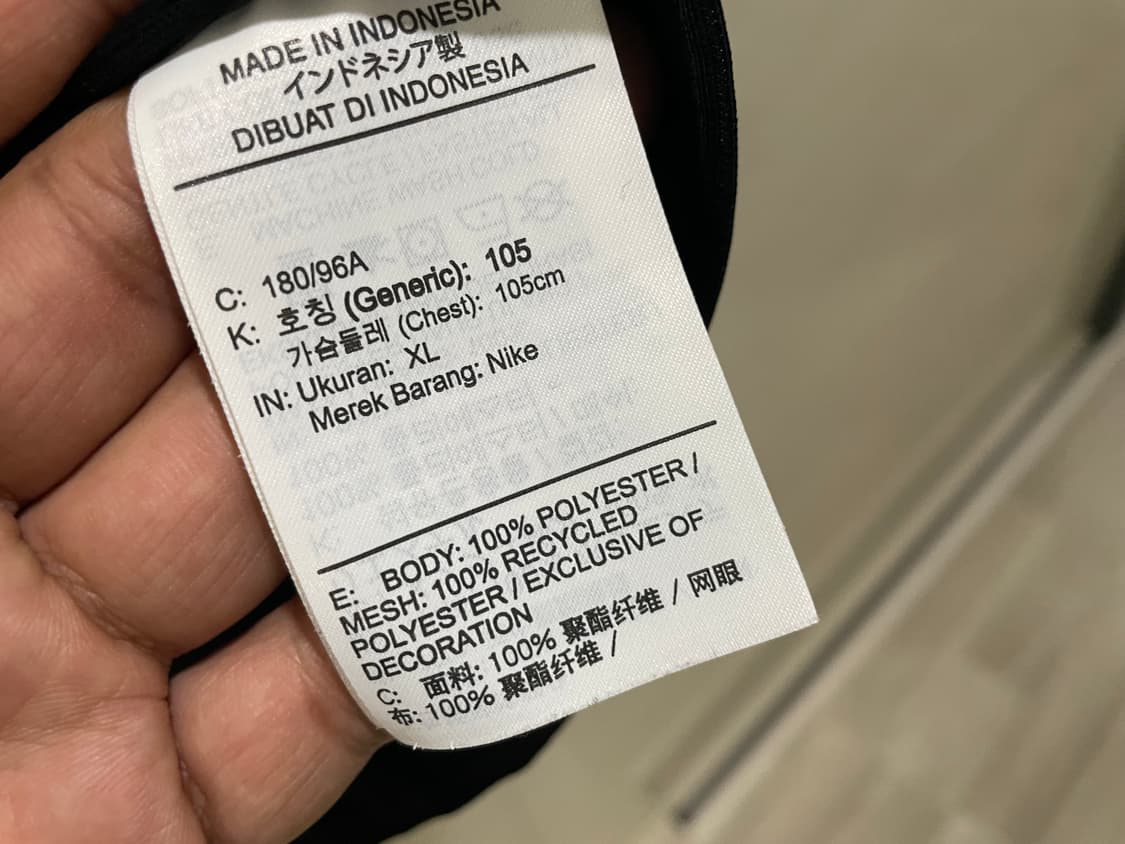 MADE IN INDONESIA
インドネシア製
DIBUAT DI INDONESIA
C: 180/96A
K: 호칭 (Generic): 105
가슴둘레 (Chest): 105cm
IN: Ukuran: XL
Merek Barang: Nike
E: BODY: 100% POLYESTER /
MESH: 100% RECYCLED
POLYESTER / EXCLUSIVE OF
DECORATION
C: 面料: 100% 聚酯纤维 / 网眼
布: 100% 聚酯纤维 /